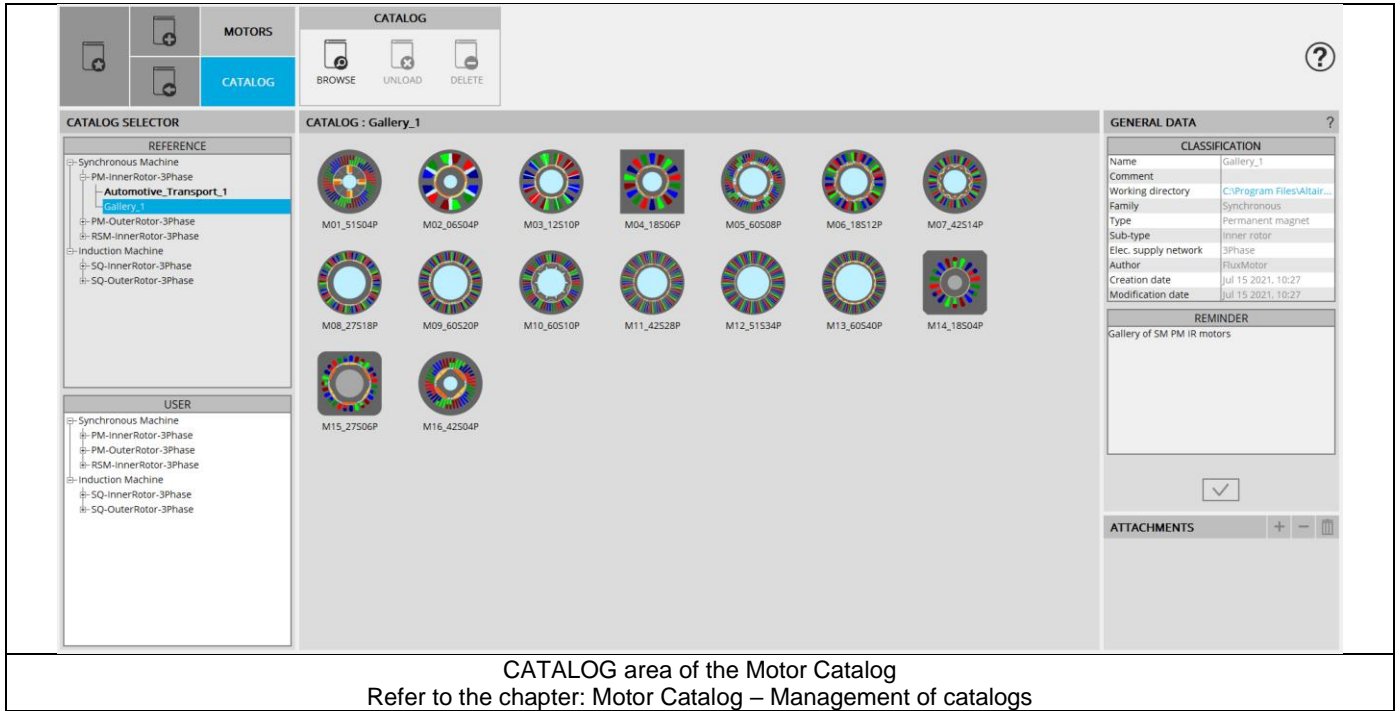 MOTORS
CATALOG
CATALOG
BROWSE UNLOAD DELETE
?
CATALOG SELECTOR
REFERENCE
Synchronous Machine
PM-InnerRotor-3Phase
Automotive_Transport_1
Gallery_1
PM-OuterRotor-3Phase
RSM-InnerRotor-3Phase
Induction Machine
SQ-InnerRotor-3Phase
SQ-OuterRotor-3Phase
USER
Synchronous Machine
PM-InnerRotor-3Phase
PM-OuterRotor-3Phase
RSM-InnerRotor-3Phase
Induction Machine
SQ-InnerRotor-3Phase
SQ-OuterRotor-3Phase
CATALOG : Gallery_1
M01_51S04P M02_06S04P M03_12S10P M04_18S06P M05_60S08P M06_18S12P M07_42S14P
M08_27S18P M09_60S20P M10_60S10P M11_42S28P M12_51S34P M13_60S40P M14_18S04P
M15_27S06P M16_42S04P
GENERAL DATA ?
CLASSIFICATION
Name Gallery_1
Comment
Working directory C:\Program Files\Altair...
Family Synchronous
Type Permanent magnet
Sub-type Inner rotor
Elec. supply network 3Phase
Author FluxMotor
Creation date Jul 15 2021, 10:27
Modification date Jul 15 2021, 10:27
REMINDER
Gallery of SM PM IR motors
ATTACHMENTS
CATALOG area of the Motor Catalog
Refer to the chapter: Motor Catalog – Management of catalogs